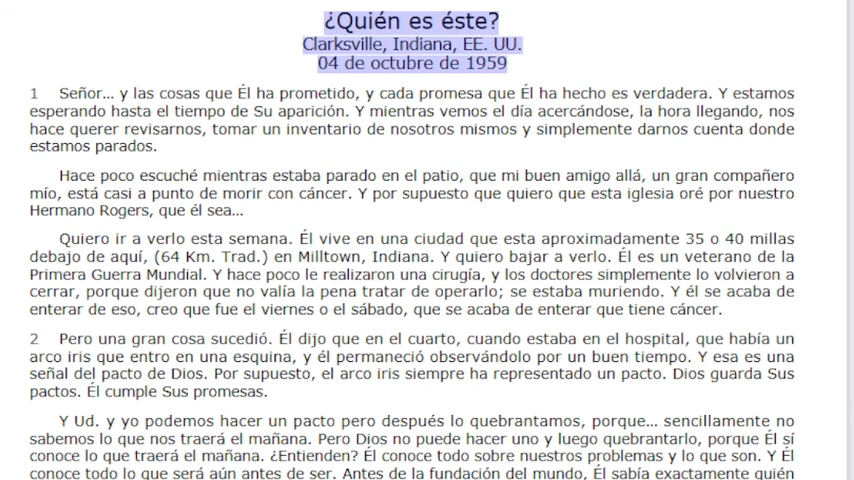 ¿Quién es éste?
Clarksville, Indiana, EE. UU.
04 de octubre de 1959
1 Señor... y las cosas que Él ha prometido, y cada promesa que Él ha hecho es verdadera. Y estamos
esperando hasta el tiempo de Su aparición. Y mientras vemos el día acercándose, la hora llegando, nos
hace querer revisarnos, tomar un inventario de nosotros mismos y simplemente darnos cuenta donde
estamos parados.
Hace poco escuché mientras estaba parado en el patio, que mi buen amigo allá, un gran compañero
mío, está casi a punto de morir con cáncer. Y por supuesto que quiero que esta iglesia oré por nuestro
Hermano Rogers, que él sea...
Quiero ir a verlo esta semana. Él vive en una ciudad que esta aproximadamente 35 o 40 millas
debajo de aquí, (64 Km. Trad.) en Milltown, Indiana. Y quiero bajar a verlo. Él es un veterano de la
Primera Guerra Mundial. Y hace poco le realizaron una cirugía, y los doctores simplemente lo volvieron a
cerrar, porque dijeron que no valía la pena tratar de operarlo; se estaba muriendo. Y él se acaba de
enterar de eso, creo que fue el viernes o el sábado, que se acaba de enterar que tiene cáncer.
2 Pero una gran cosa sucedió. Él dijo que en el cuarto, cuando estaba en el hospital, que había un
arco iris que entro en una esquina, y él permaneció observándolo por un buen tiempo. Y esa es una
señal del pacto de Dios. Por supuesto, el arco iris siempre ha representado un pacto. Dios guarda Sus
pactos. Él cumple Sus promesas.
Y Ud. y yo podemos hacer un pacto pero después lo quebrantamos, porque... sencillamente no
sabemos lo que nos traerá el mañana. Pero Dios no puede hacer uno y luego quebrantarlo, porque Él sí
conoce lo que traerá el mañana. ¿Entienden? Él conoce todo sobre nuestros problemas y lo que son. Y Él
conoce todo lo que será aún antes de ser. Antes de la fundación del mundo, Él sabía exactamente quién